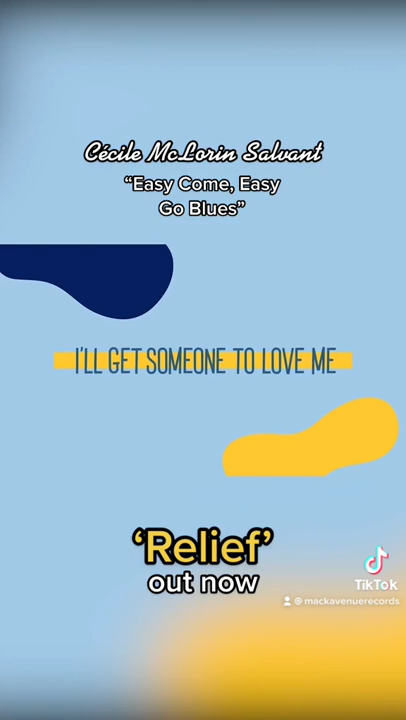 Cécile McLorin Salvant
“Easy Come, Easy
Go Blues”
I'LL GET SOMEONE TO LOVE ME
‘Relief’
out now
TikTok
@ mackavenuerecords